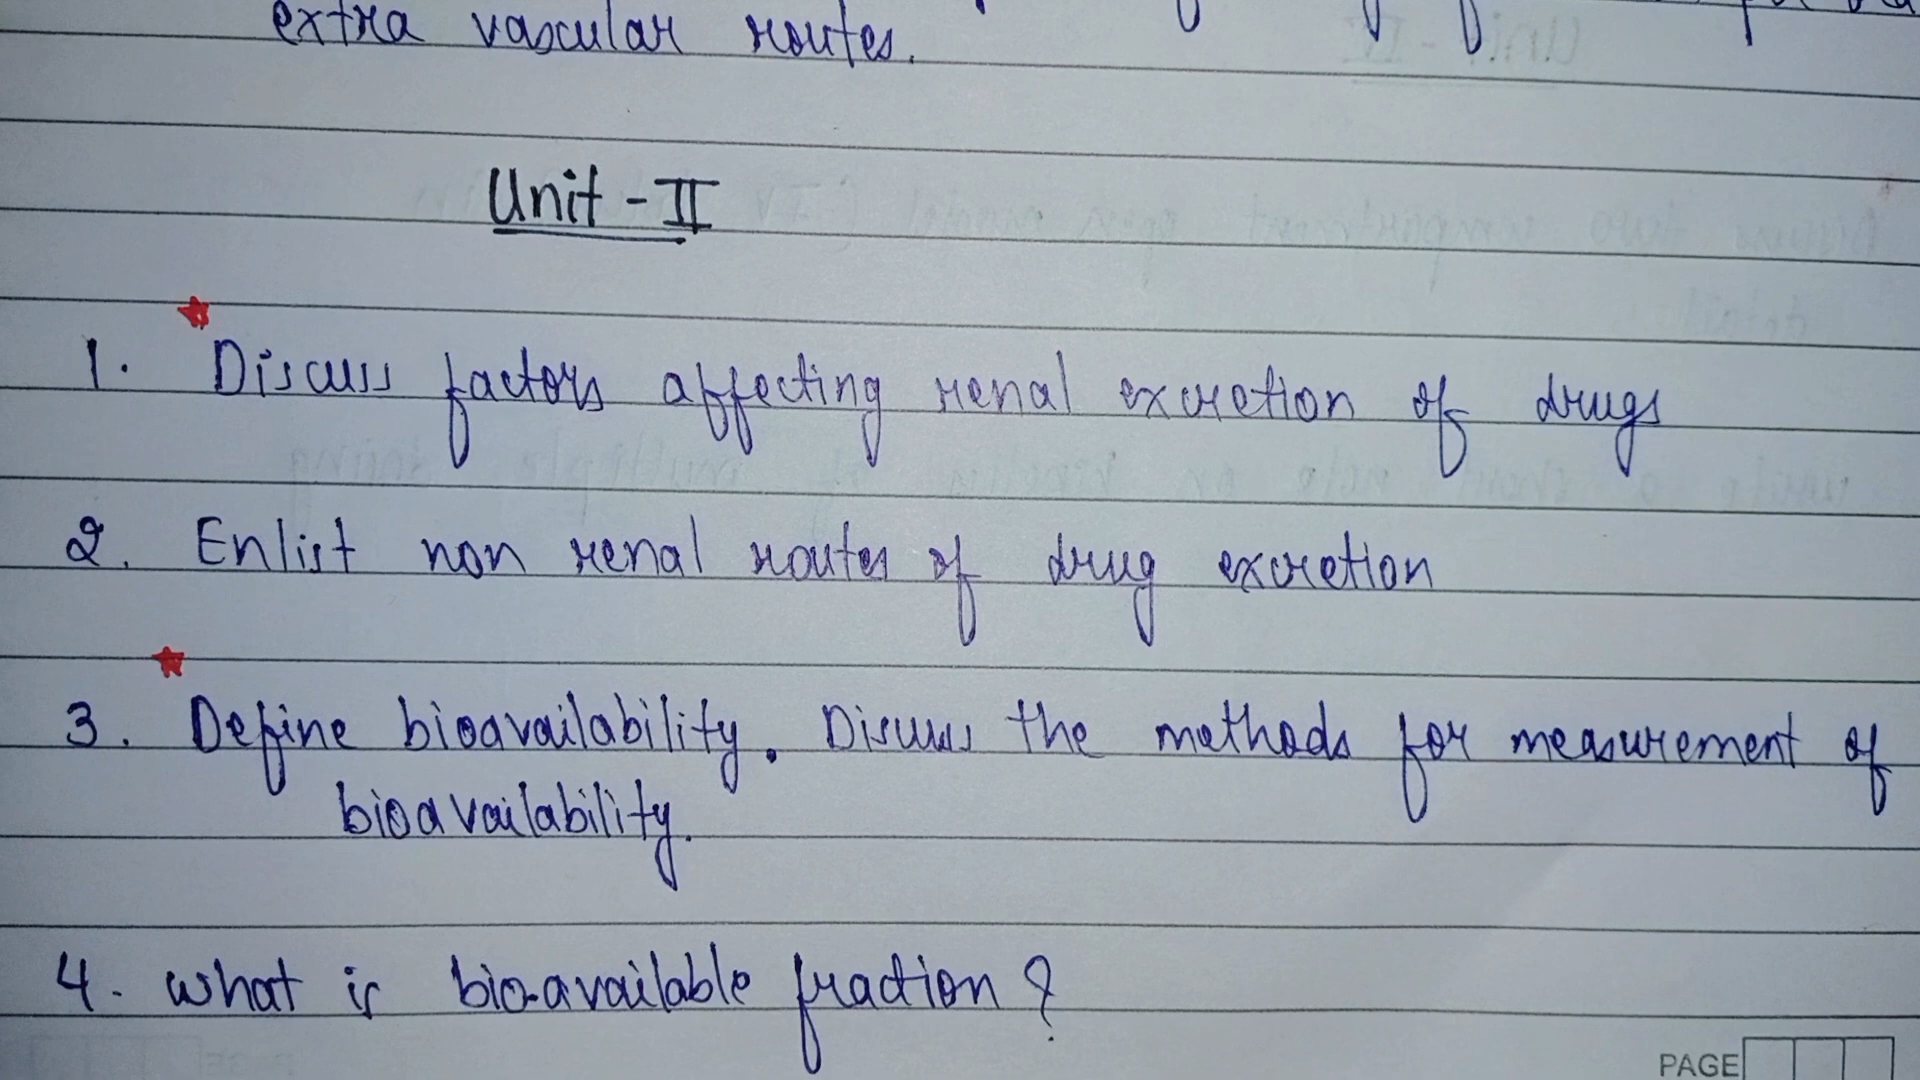 extra vascular routes.
Unit - II
1. Discuss factors affecting renal excretion of drugs
2. Enlist non renal routes of drug excretion
3. Define bioavailability. Discuss the methods for measurement of
bioavailability.
4. What is bio-available fraction?
PAGE